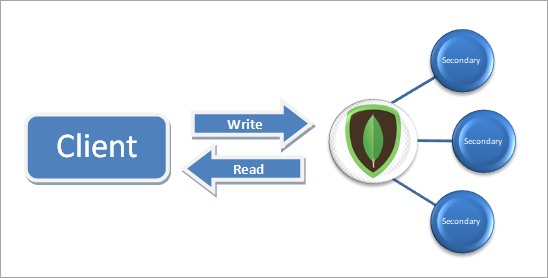 Client
Write
Read
Secondary
Secondary
Secondary